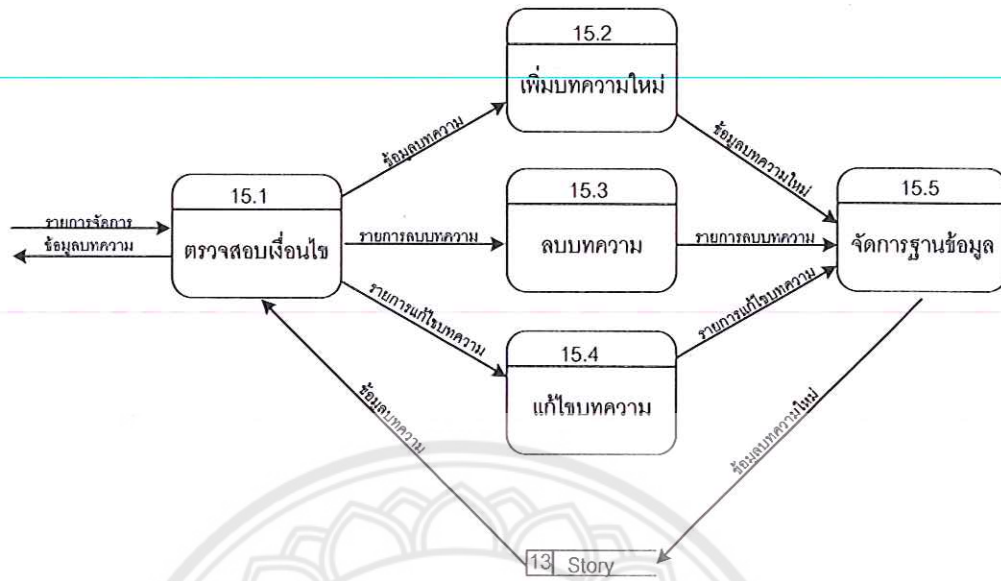 15.2
เพิ่มบทความใหม่
ข้อมูลบทความ
ข้อมูลบทความใหม่
15.1
ตรวจสอบเงื่อนไข
รายการจัดการ
ข้อมูลบทความ
15.3
ลบบทความ
รายการลบบทความ
รายการลบบทความ
15.5
จัดการฐานข้อมูล
รายการแก้ไขบทความ
รายการแก้ไขบทความ
15.4
แก้ไขบทความ
ข้อมูลบทความ
ข้อมูลบทความใหม่
13 Story